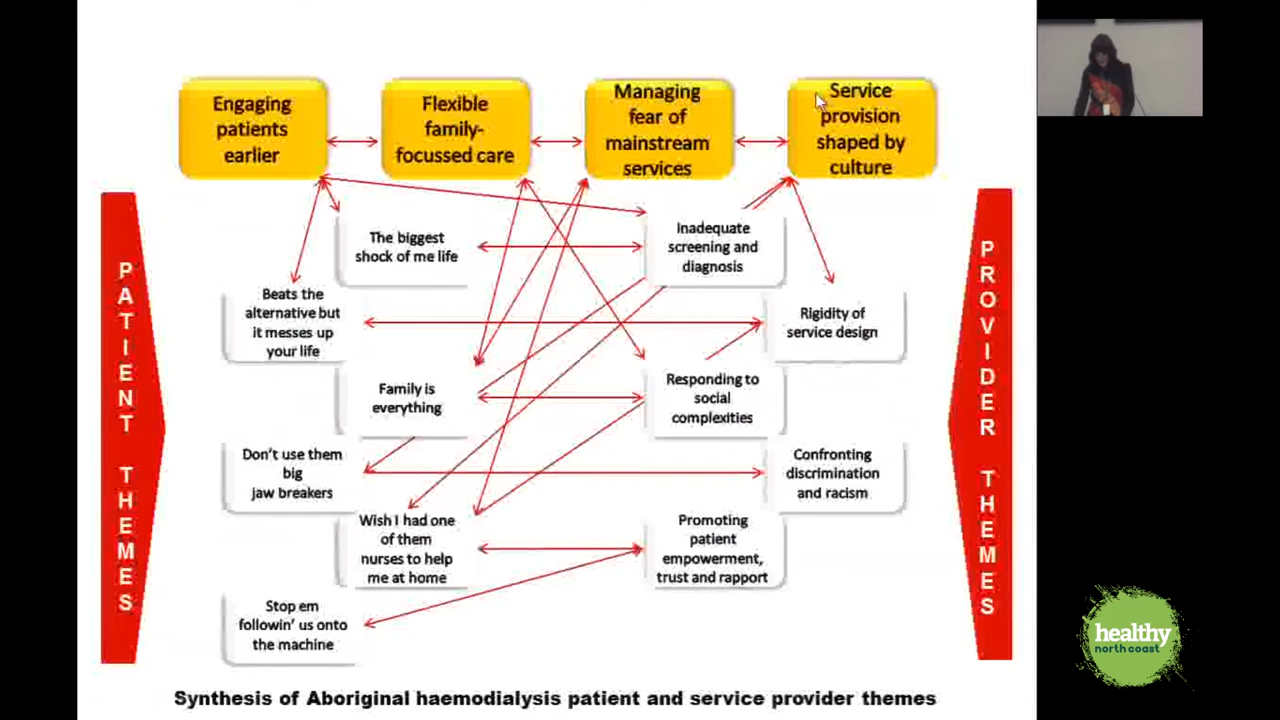 Engaging
patients
earlier
Flexible
family-
focussed care
Managing
fear of
mainstream
services
Service
provision
shaped by
culture
PATIENT THEMES
The biggest
shock of me life
Beats the
alternative but
it messes up
your life
Family is
everything
Don't use them
big
jaw breakers
Wish I had one
of them
nurses to help
me at home
Stop em
followin' us onto
the machine
Inadequate
screening and
diagnosis
Rigidity of
service design
Responding to
social
complexities
Confronting
discrimination
and racism
Promoting
patient
empowerment,
trust and rapport
PROVIDER THEMES
Synthesis of Aboriginal haemodialysis patient and service provider themes
healthy
north coast